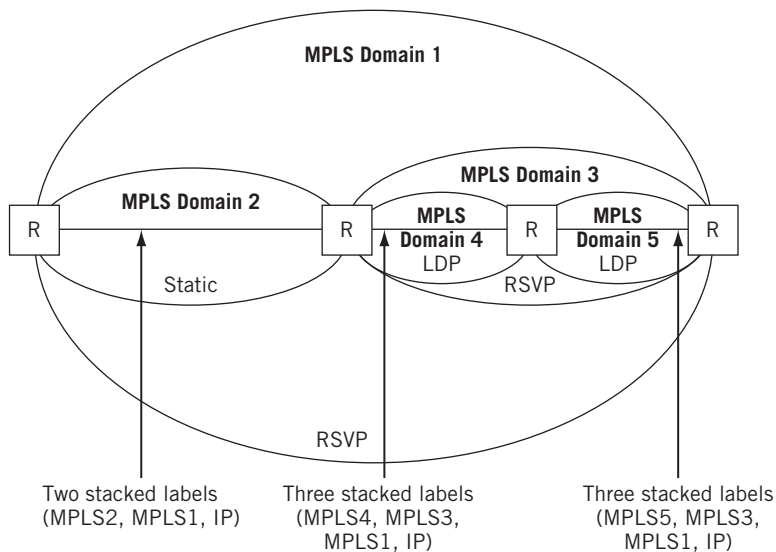 MPLS Domain 1
MPLS Domain 3
MPLS Domain 2
MPLS
Domain 4
MPLS
Domain 5
R
R
R
R
LDP
LDP
Static
RSVP
RSVP
Two stacked labels
(MPLS2, MPLS1, IP)
Three stacked labels
(MPLS4, MPLS3,
MPLS1, IP)
Three stacked labels
(MPLS5, MPLS3,
MPLS1, IP)